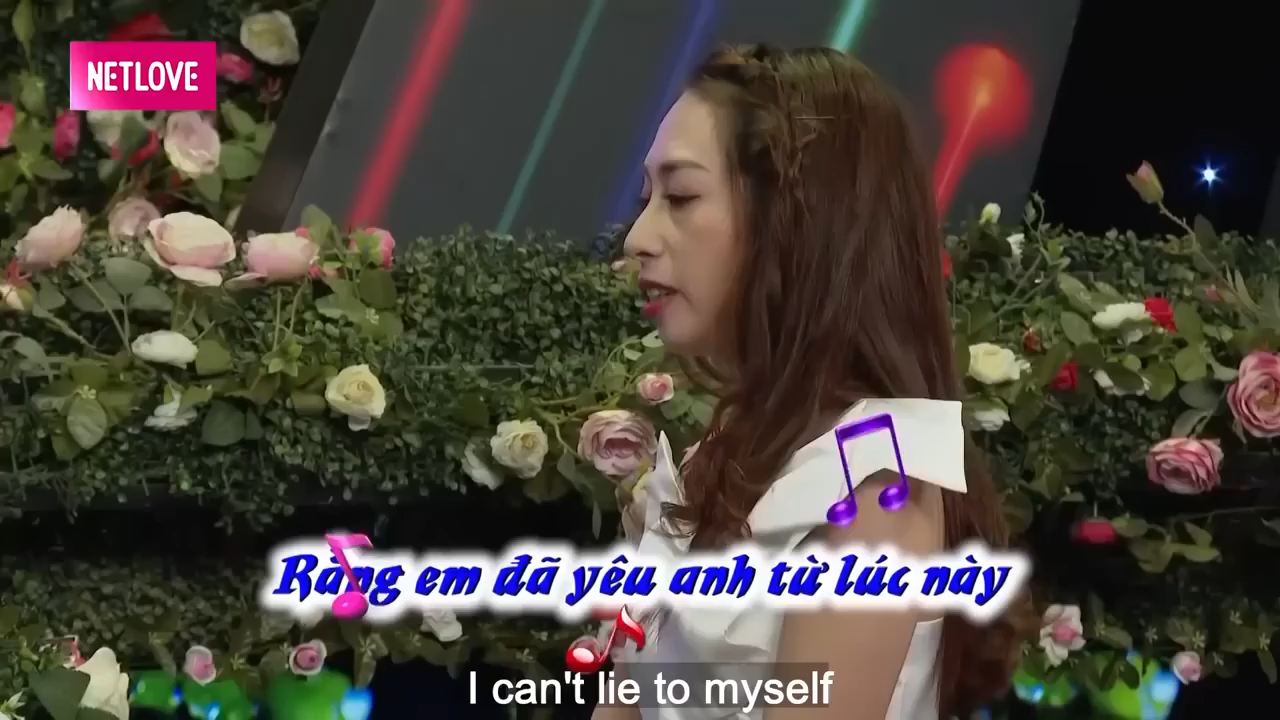 NETLOVE
Rằng em đã yêu anh từ lúc này
I can't lie to myself